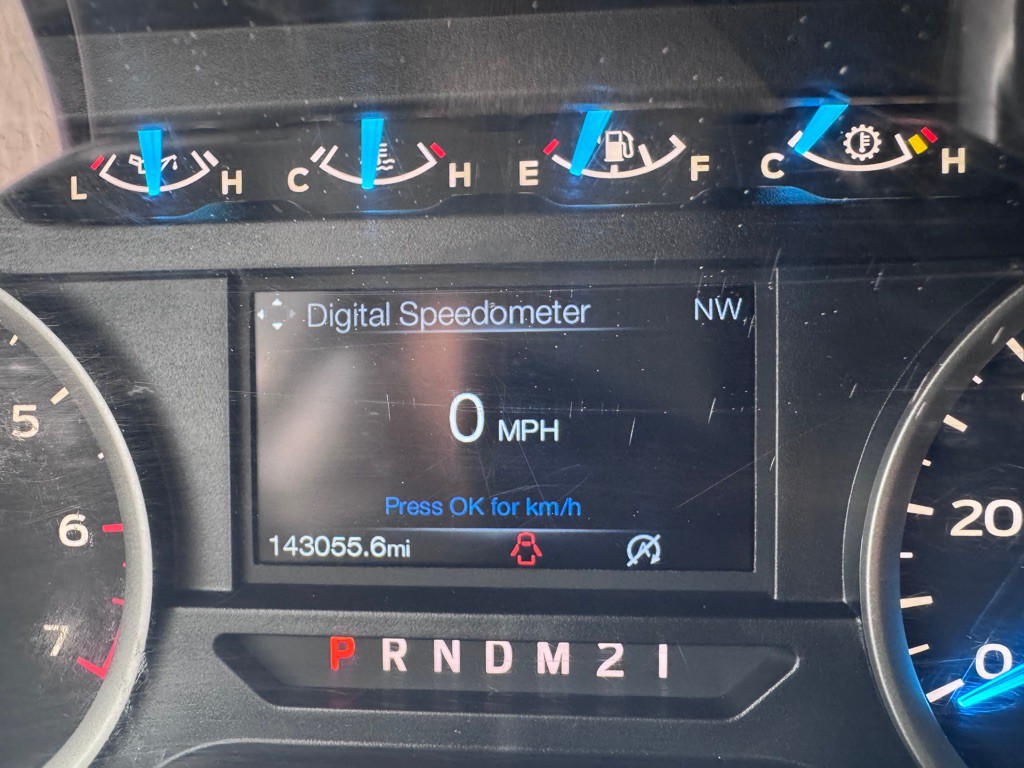 L H C H E F C H
Digital Speedometer NW
0 MPH
Press OK for km/h
143055.6mi
5
6
7
20
0
P R N D M 2 1